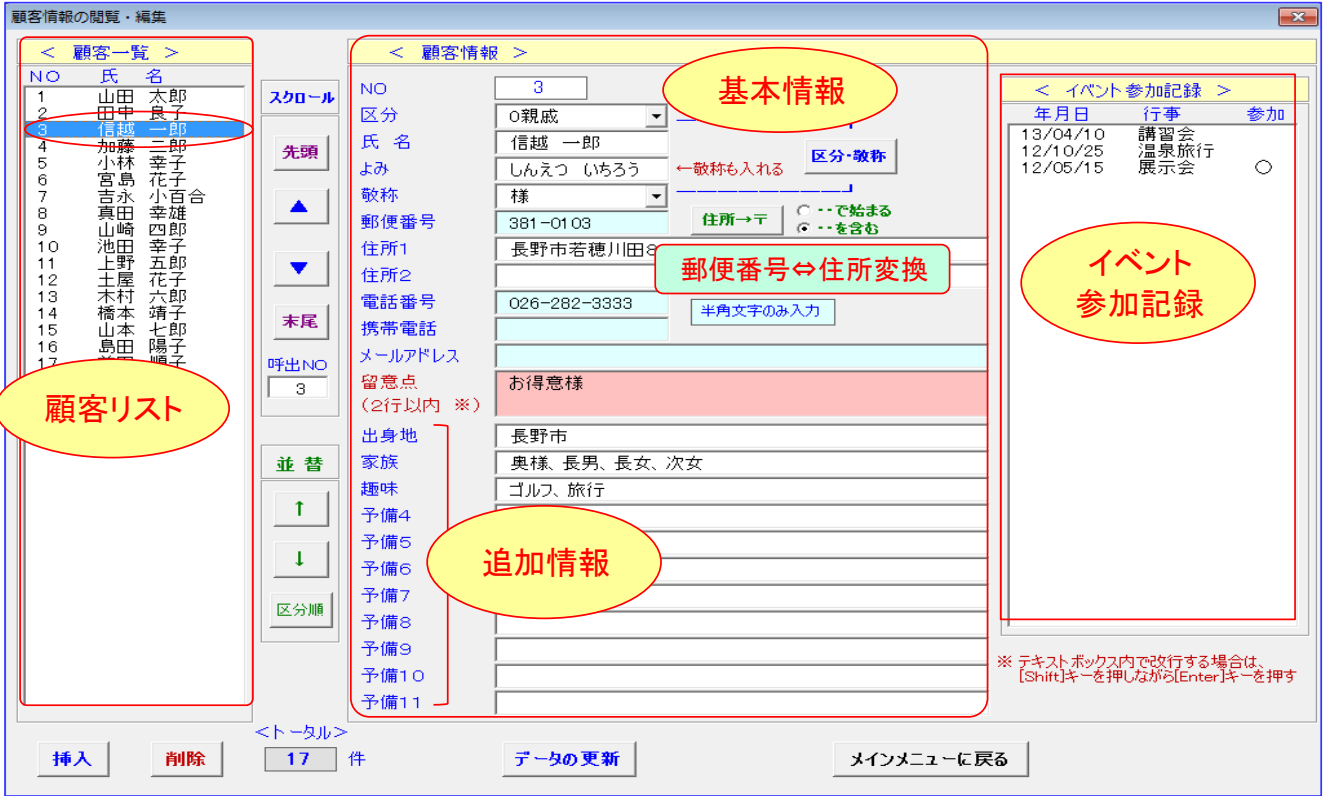 顧客情報の閲覧・編集
＜ 顧客一覧 ＞
NO 氏 名
1 山田 太郎
2 田中 良子
3 信越 一郎
4 加藤 二郎
5 小林 幸子
6 宮島 花子
7 吉永 小百合
8 真田 幸雄
9 山崎 四郎
10 池田 幸子
11 上野 五郎
12 土屋 花子
13 木村 六郎
14 橋本 靖子
15 山本 七郎
16 島田 陽子
17 順子
顧客リスト
スクロール
先頭
▲
▼
末尾
呼出NO
3
並 替
↑
↓
区分順
＜ 顧客情報 ＞
基本情報
NO 3
区分 0親戚
氏 名 信越 一郎
よみ しんえつ いちろう ←敬称も入れる
区分・敬称
敬称 様
郵便番号 381-0103
住所→〒
・・で始まる
・・を含む
住所1 長野市若穂川田8
郵便番号⇔住所変換
住所2
電話番号 026-282-3333
半角文字のみ入力
携帯電話
メールアドレス
留意点 お得意様
(2行以内 ※)
出身地 長野市
家族 奥様、長男、長女、次女
趣味 ゴルフ、旅行
予備4
予備5
予備6
予備7
予備8
予備9
予備10
予備11
追加情報
＜ イベント参加記録 ＞
年月日 行事 参加
13/04/10 講習会
12/10/25 温泉旅行
12/05/15 展示会 ○
イベント
参加記録
※ テキストボックス内で改行する場合は、
[Shift]キーを押しながら[Enter]キーを押す
挿入
削除
＜トータル＞
17 件
データの更新
メインメニューに戻る